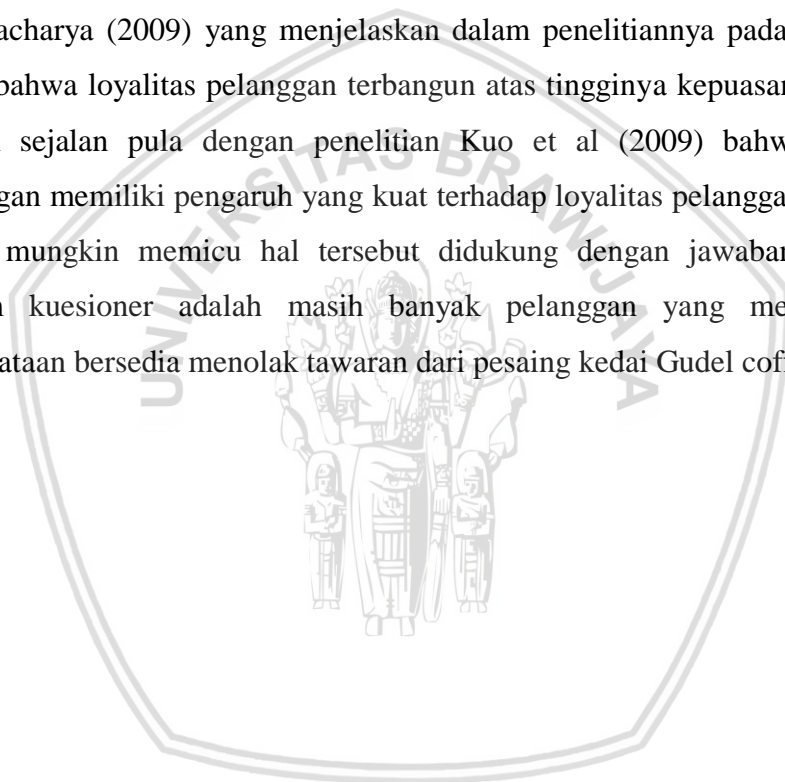 acharya (2009) yang menjelaskan dalam penelitiannya pada
bahwa loyalitas pelanggan terbangun atas tingginya kepuasan
sejalan pula dengan penelitian Kuo et al (2009) bahw
gan memiliki pengaruh yang kuat terhadap loyalitas pelangga
mungkin memicu hal tersebut didukung dengan jawaban
kuesioner adalah masih banyak pelanggan yang me
ataan bersedia menolak tawaran dari pesaing kedai Gudel cof
UNIVERSITAS BRAWIJAYA